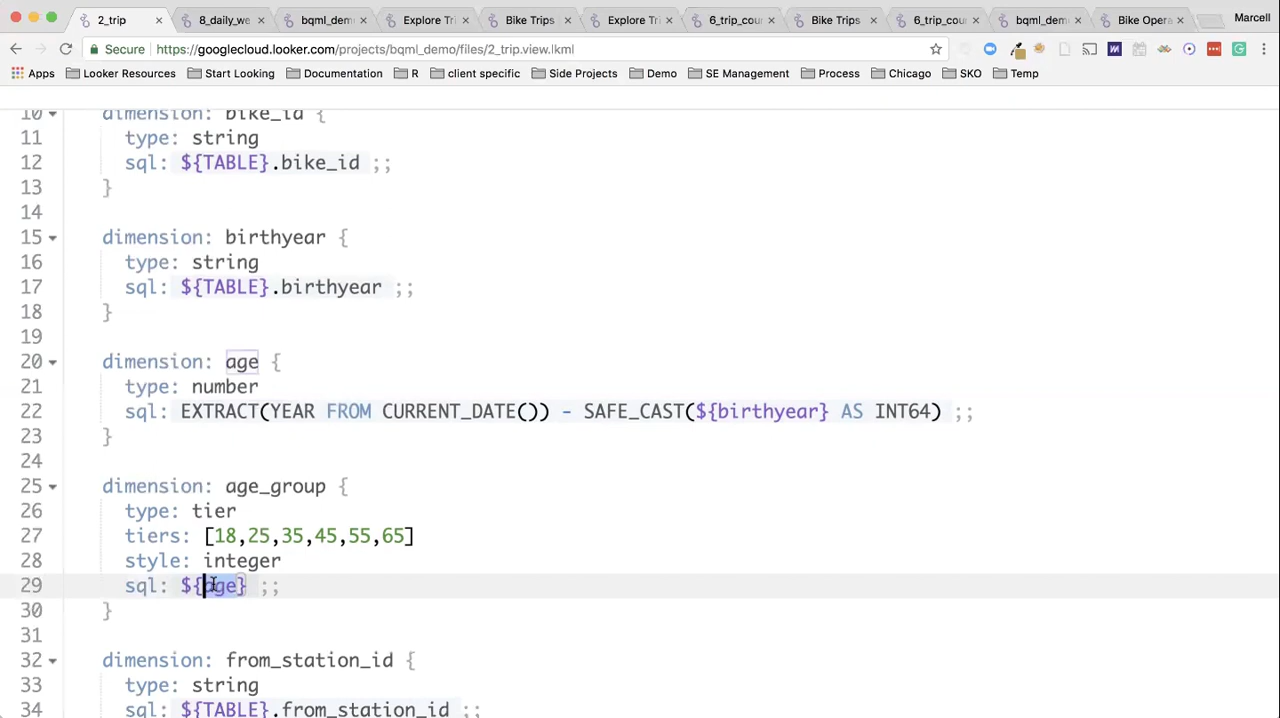 2_trip 8_daily_we bqml_dem Explore Tri Bike Trips Explore Tri 6_trip_cou Bike Trips 6_trip_cou bqml_dem Bike Opera Marcell
Secure https://googlecloud.looker.com/projects/bqml_demo/files/2_trip.view.lkml
Apps Looker Resources Start Looking Documentation R client specific Side Projects Demo SE Management Process Chicago SKO Temp
10 dimension: bike_id {
11 type: string
12 sql: ${TABLE}.bike_id ;;
13 }
14
15 dimension: birthyear {
16 type: string
17 sql: ${TABLE}.birthyear ;;
18 }
19
20 dimension: age {
21 type: number
22 sql: EXTRACT(YEAR FROM CURRENT_DATE()) - SAFE_CAST(${birthyear} AS INT64) ;;
23 }
24
25 dimension: age_group {
26 type: tier
27 tiers: [18,25,35,45,55,65]
28 style: integer
29 sql: ${age} ;;
30 }
31
32 dimension: from_station_id {
33 type: string
34 sql: ${TABLE}.from_station_id ;;